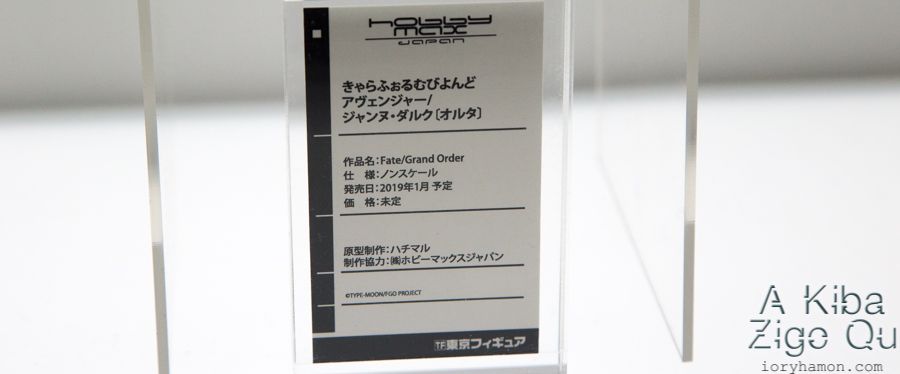 hobby
max
JAPAN
きゃらふぉるむびよんど
アヴェンジャー/
ジャンヌ・ダルク〔オルタ〕
作品名：Fate/Grand Order
仕　様：ノンスケール
発売日：2019年1月 予定
価　格：未定
原型制作：ハチマル
制作協力：㈱ホビーマックスジャパン
©TYPE-MOON/FGO PROJECT
TF 東京フィギュア
A Kiba
Zigo Qu
ioryhamon.com